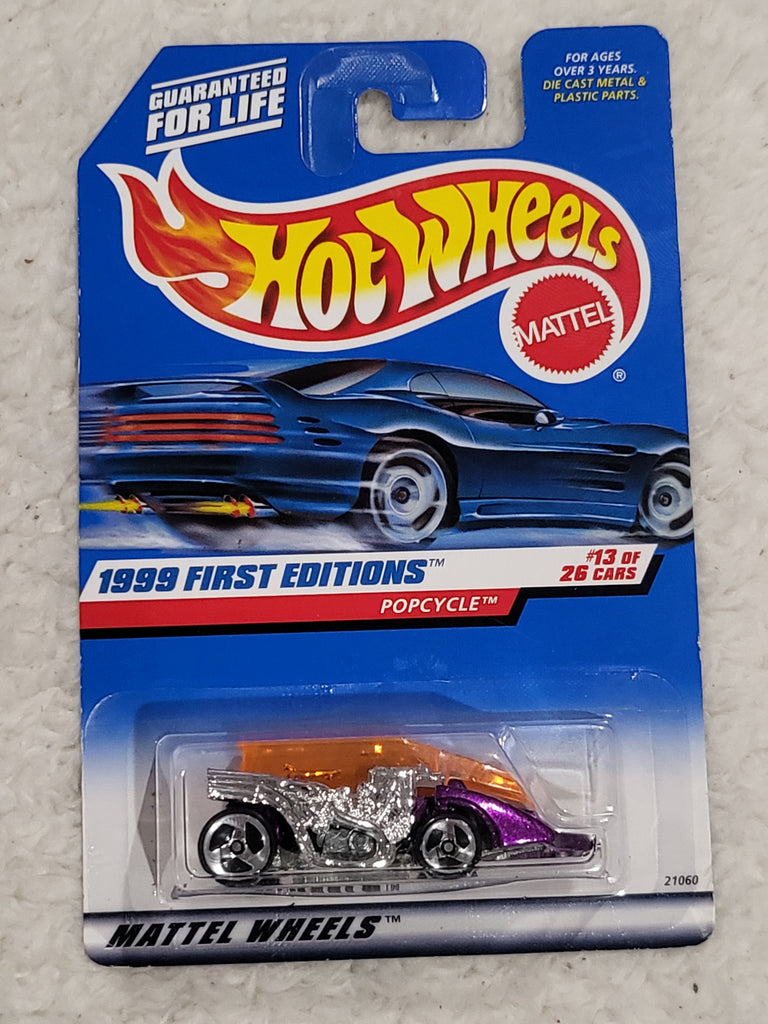 GUARANTEED
FOR LIFE
FOR AGES
OVER 3 YEARS.
DIE CAST METAL &
PLASTIC PARTS.
HOT WHEELS
MATTEL
®
1999 FIRST EDITIONS™
#13 OF
26 CARS
POPCYCLE™
21060
MATTEL WHEELS™